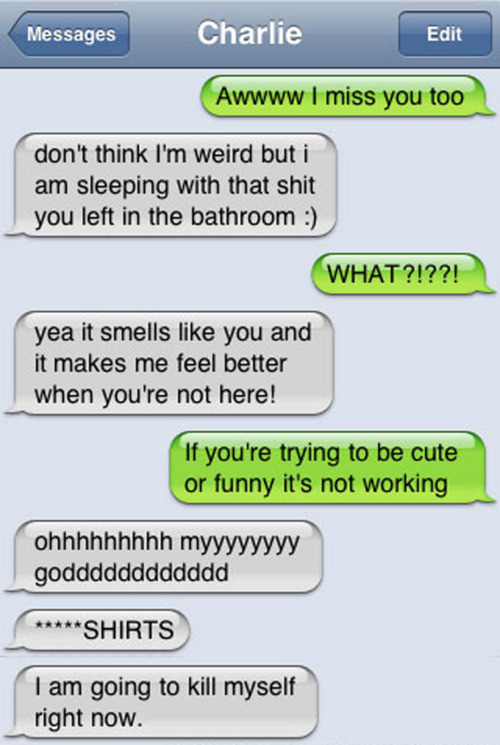 Messages
Charlie
Edit
Awwww I miss you too
don't think I'm weird but i
am sleeping with that shit
you left in the bathroom :)
WHAT?!??!
yea it smells like you and
it makes me feel better
when you're not here!
If you're trying to be cute
or funny it's not working
ohhhhhhhhh myyyyyyyy
goddddddddddddd
*****SHIRTS
I am going to kill myself
right now.